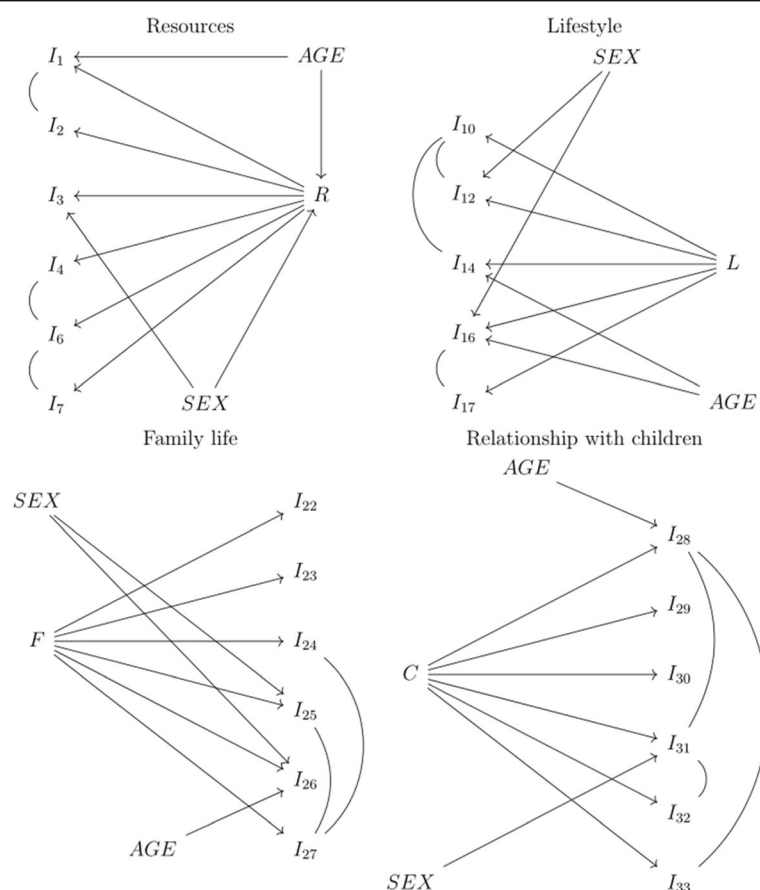 Resources
I₁
AGE
I₂
I₃
R
I₄
I₆
I₇
SEX
Lifestyle
SEX
I₁₀
I₁₂
I₁₄
L
I₁₆
I₁₇
AGE
Family life
SEX
I₂₂
I₂₃
F
I₂₄
I₂₅
I₂₆
AGE
I₂₇
Relationship with children
AGE
I₂₈
I₂₉
C
I₃₀
I₃₁
I₃₂
SEX
I₃₃